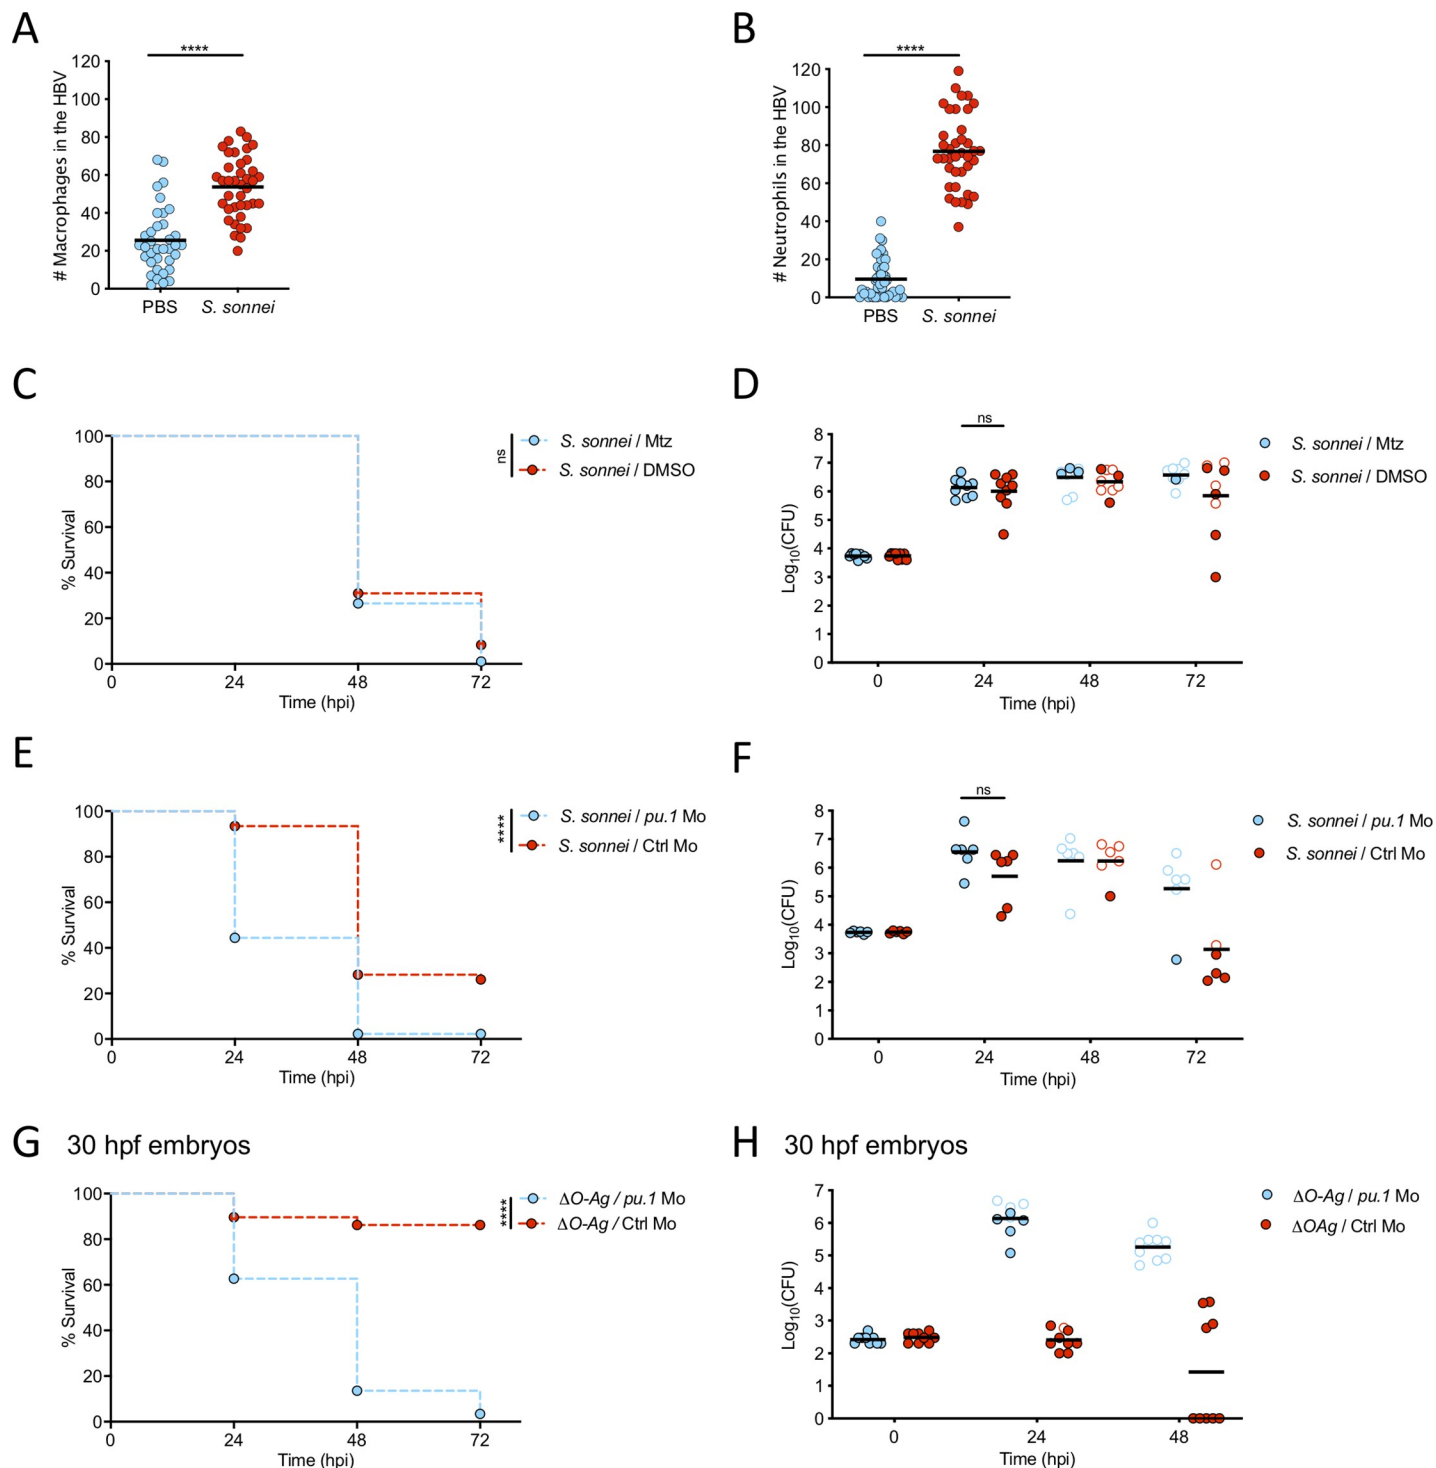 A
****
# Macrophages in the HBV
120
100
80
60
40
20
0
PBS
S. sonnei
B
****
# Neutrophils in the HBV
120
100
80
60
40
20
0
PBS
S. sonnei
C
% Survival
100
80
60
40
20
0
0
24
48
72
Time (hpi)
ns
S. sonnei / Mtz
S. sonnei / DMSO
D
ns
Log10(CFU)
8
7
6
5
4
3
2
1
0
0
24
48
72
Time (hpi)
S. sonnei / Mtz
S. sonnei / DMSO
E
% Survival
100
80
60
40
20
0
0
24
48
72
Time (hpi)
****
S. sonnei / pu.1 Mo
S. sonnei / Ctrl Mo
F
ns
Log10(CFU)
8
7
6
5
4
3
2
1
0
0
24
48
72
Time (hpi)
S. sonnei / pu.1 Mo
S. sonnei / Ctrl Mo
G 30 hpf embryos
% Survival
100
80
60
40
20
0
0
24
48
72
Time (hpi)
****
ΔO-Ag / pu.1 Mo
ΔO-Ag / Ctrl Mo
H 30 hpf embryos
Log10(CFU)
7
6
5
4
3
2
1
0
0
24
48
Time (hpi)
ΔO-Ag / pu.1 Mo
ΔOAg / Ctrl Mo